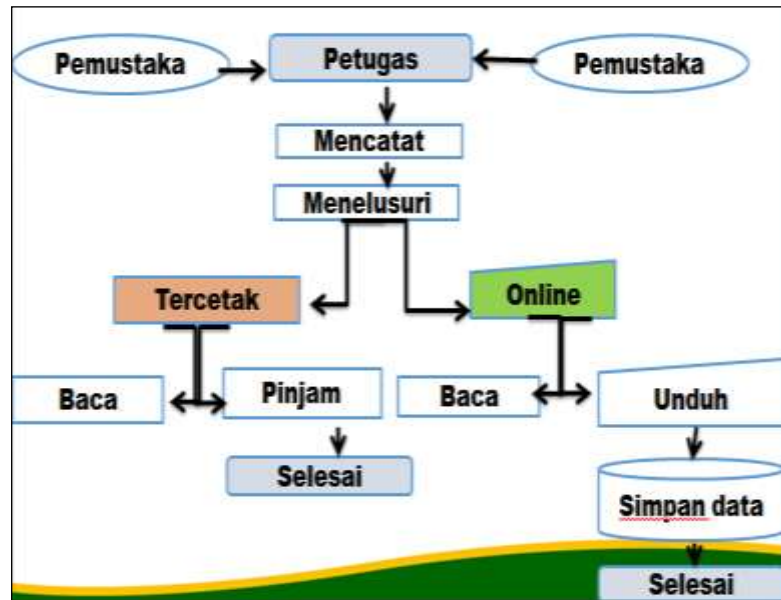 Pemustaka
Petugas
Pemustaka
Mencatat
Menelusuri
Tercetak
Online
Baca
Pinjam
Baca
Unduh
Selesai
Simpan data
Selesai